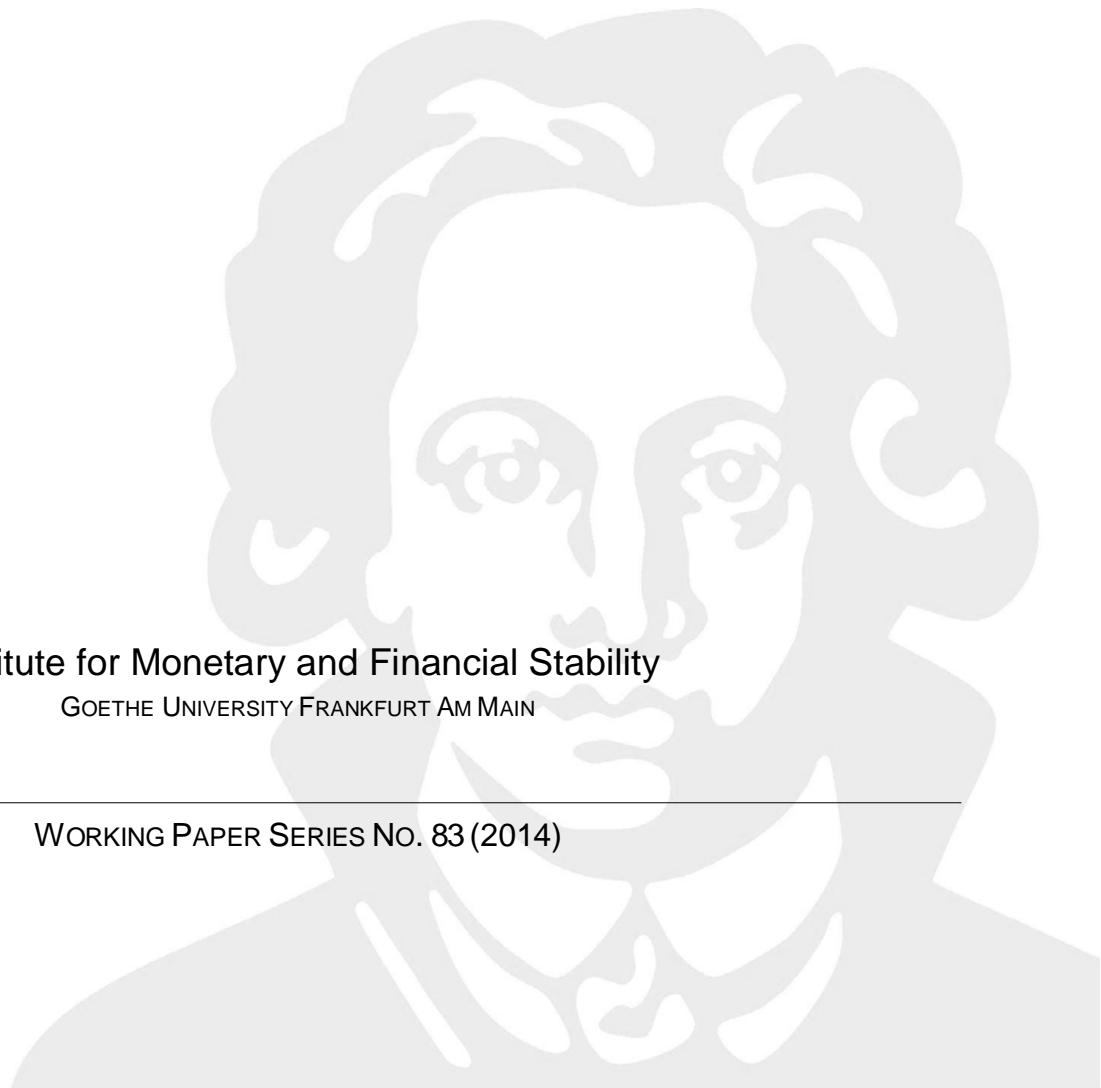 itute for Monetary and Financial Stability
GOETHE UNIVERSITY FRANKFURT AM MAIN
WORKING PAPER SERIES NO. 83 (2014)